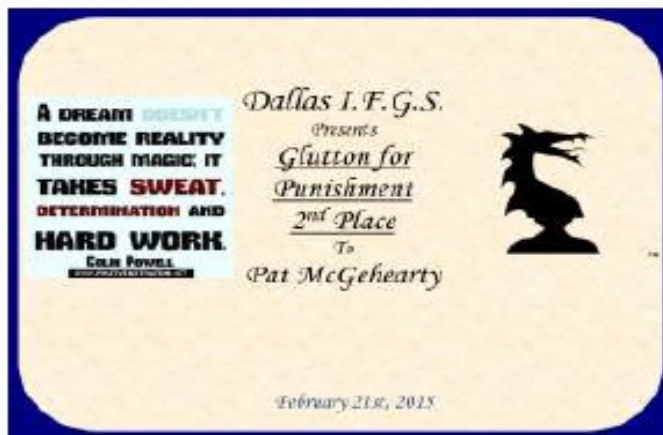 A DREAM DOESN'T
BECOME REALITY
THROUGH MAGIC; IT
TAKES SWEAT,
DETERMINATION AND
HARD WORK.
COLIN POWELL
Dallas I.F.G.S.
Presents
Glutton for
Punishment
2nd Place
To
Pat McGehearty
February 21st, 2015